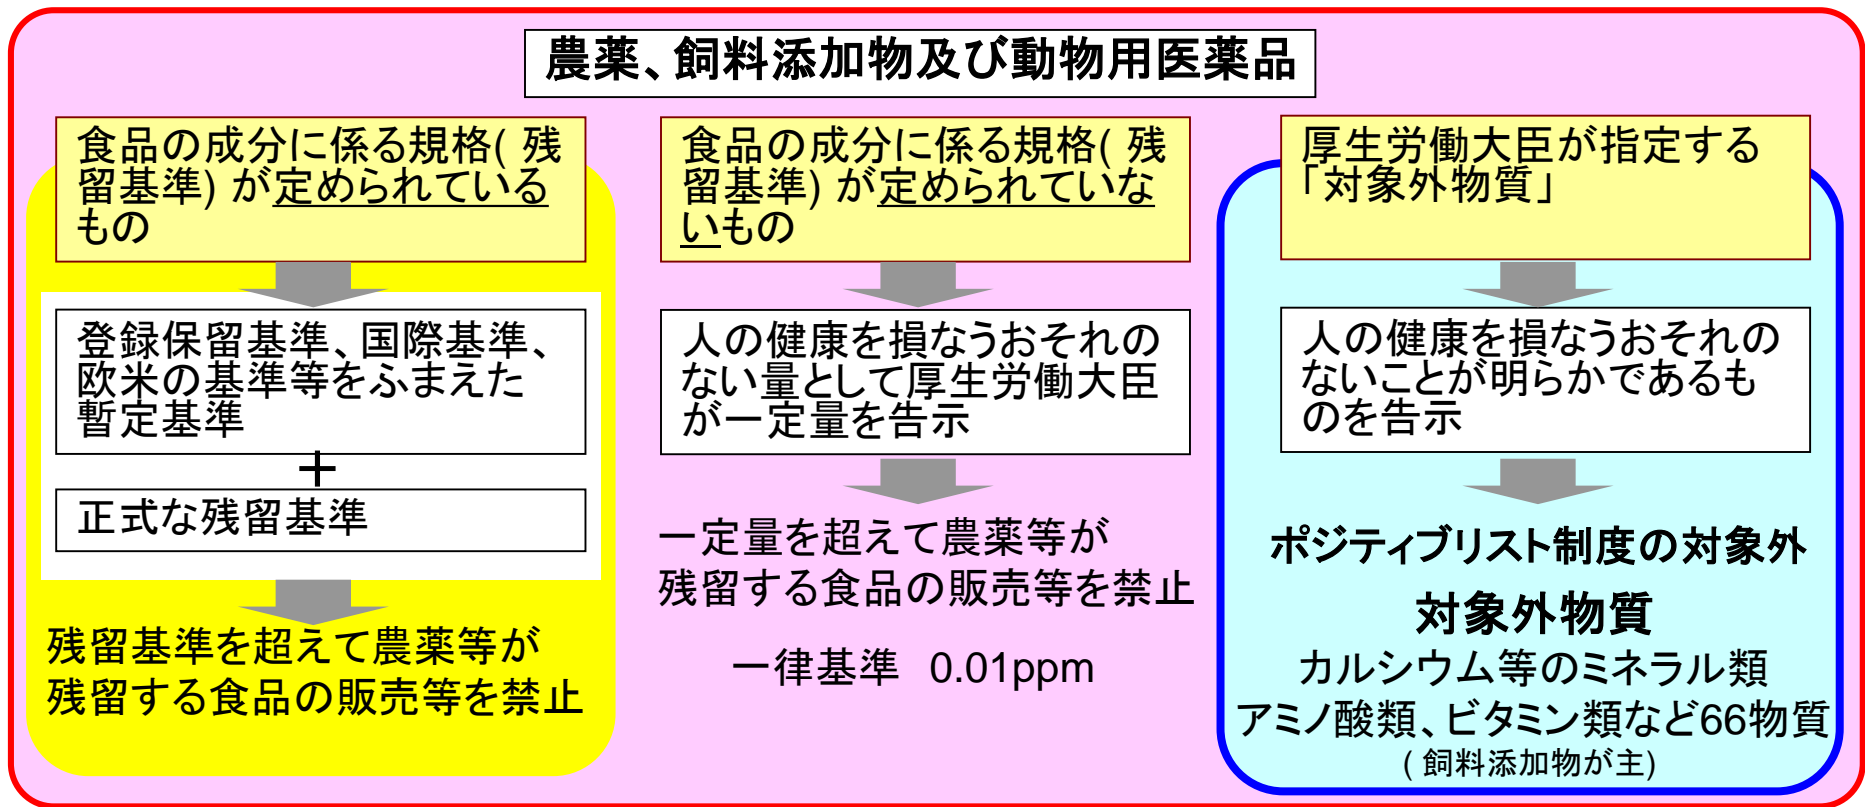 農薬、飼料添加物及び動物用医薬品
食品の成分に係る規格( 残
留基準) が定められている
もの
登録保留基準、国際基準、
欧米の基準等をふまえた
暫定基準
＋
正式な残留基準
残留基準を超えて農薬等が
残留する食品の販売等を禁止
食品の成分に係る規格( 残
留基準) が定められていな
いもの
人の健康を損なうおそれの
ない量として厚生労働大臣
が一定量を告示
一定量を超えて農薬等が
残留する食品の販売等を禁止
一律基準　0.01ppm
厚生労働大臣が指定する
「対象外物質」
人の健康を損なうおそれの
ないことが明らかであるも
のを告示
ポジティブリスト制度の対象外
対象外物質
カルシウム等のミネラル類
アミノ酸類、ビタミン類など66物質
( 飼料添加物が主)